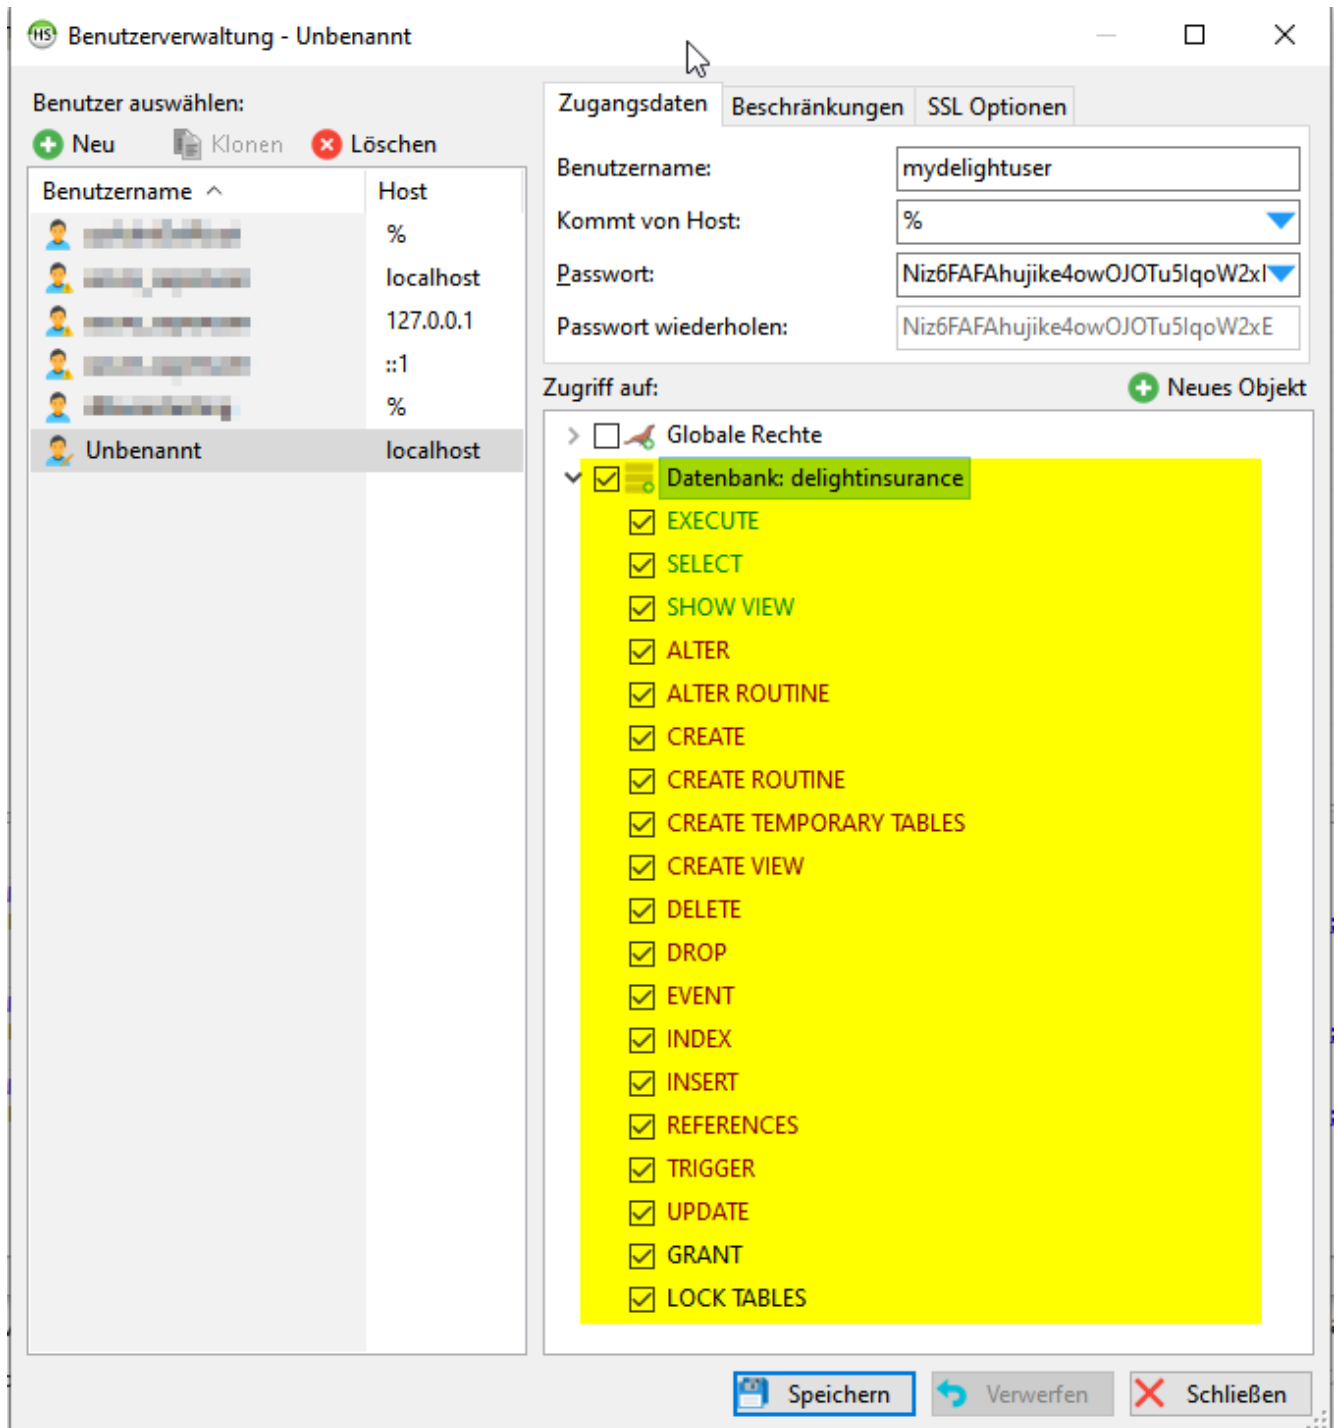 HS Benutzerverwaltung - Unbenannt
Benutzer auswählen:
Neu Klonen Löschen
Benutzername Host
%
localhost
127.0.0.1
::1
%
Unbenannt localhost
Zugangsdaten Beschränkungen SSL Optionen
Benutzername: mydelightuser
Kommt von Host: %
Passwort: Niz6FAFAhujike4owOJOTu5IqoW2x
Passwort wiederholen: Niz6FAFAhujike4owOJOTu5IqoW2xE
Zugriff auf: Neues Objekt
Globale Rechte
Datenbank: delightinsurance
EXECUTE
SELECT
SHOW VIEW
ALTER
ALTER ROUTINE
CREATE
CREATE ROUTINE
CREATE TEMPORARY TABLES
CREATE VIEW
DELETE
DROP
EVENT
INDEX
INSERT
REFERENCES
TRIGGER
UPDATE
GRANT
LOCK TABLES
Speichern Verwerfen Schließen